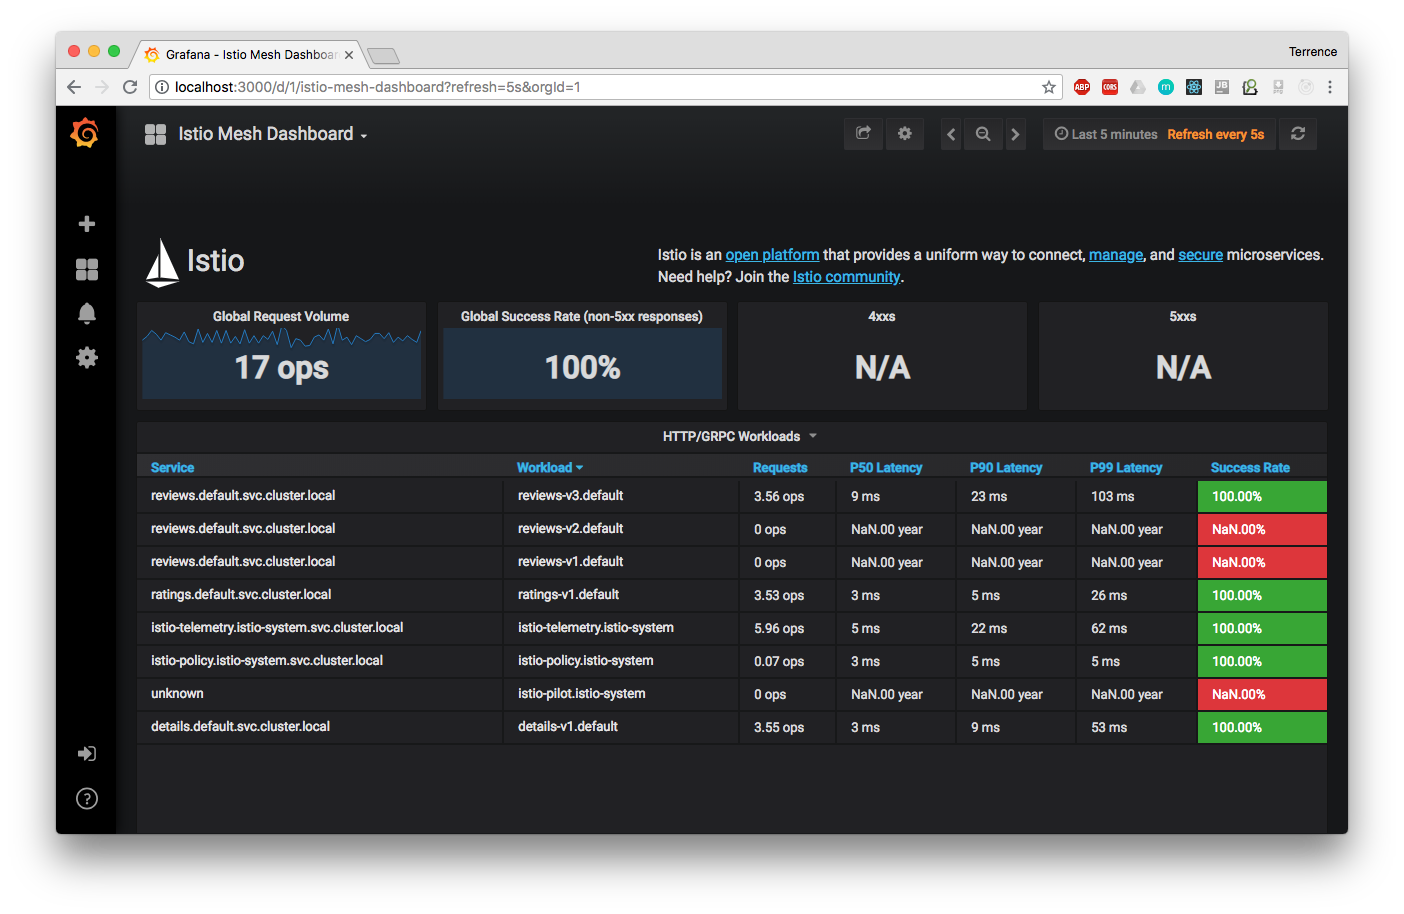 Grafana - Istio Mesh Dashboar
Terrence
localhost:3000/d/1/istio-mesh-dashboard?refresh=5s&orgId=1
ABP
CORS
m
JB
Istio Mesh Dashboard
Last 5 minutes Refresh every 5s
Istio
Istio is an open platform that provides a uniform way to connect, manage, and secure microservices.
Need help? Join the Istio community.
Global Request Volume
17 ops
Global Success Rate (non-5xx responses)
100%
4xxs
N/A
5xxs
N/A
HTTP/GRPC Workloads
Service Workload Requests P50 Latency P90 Latency P99 Latency Success Rate
reviews.default.svc.cluster.local reviews-v3.default 3.56 ops 9 ms 23 ms 103 ms 100.00%
reviews.default.svc.cluster.local reviews-v2.default 0 ops NaN.00 year NaN.00 year NaN.00 year NaN.00%
reviews.default.svc.cluster.local reviews-v1.default 0 ops NaN.00 year NaN.00 year NaN.00 year NaN.00%
ratings.default.svc.cluster.local ratings-v1.default 3.53 ops 3 ms 5 ms 26 ms 100.00%
istio-telemetry.istio-system.svc.cluster.local istio-telemetry.istio-system 5.96 ops 5 ms 22 ms 62 ms 100.00%
istio-policy.istio-system.svc.cluster.local istio-policy.istio-system 0.07 ops 3 ms 5 ms 5 ms 100.00%
unknown istio-pilot.istio-system 0 ops NaN.00 year NaN.00 year NaN.00 year NaN.00%
details.default.svc.cluster.local details-v1.default 3.55 ops 3 ms 9 ms 53 ms 100.00%